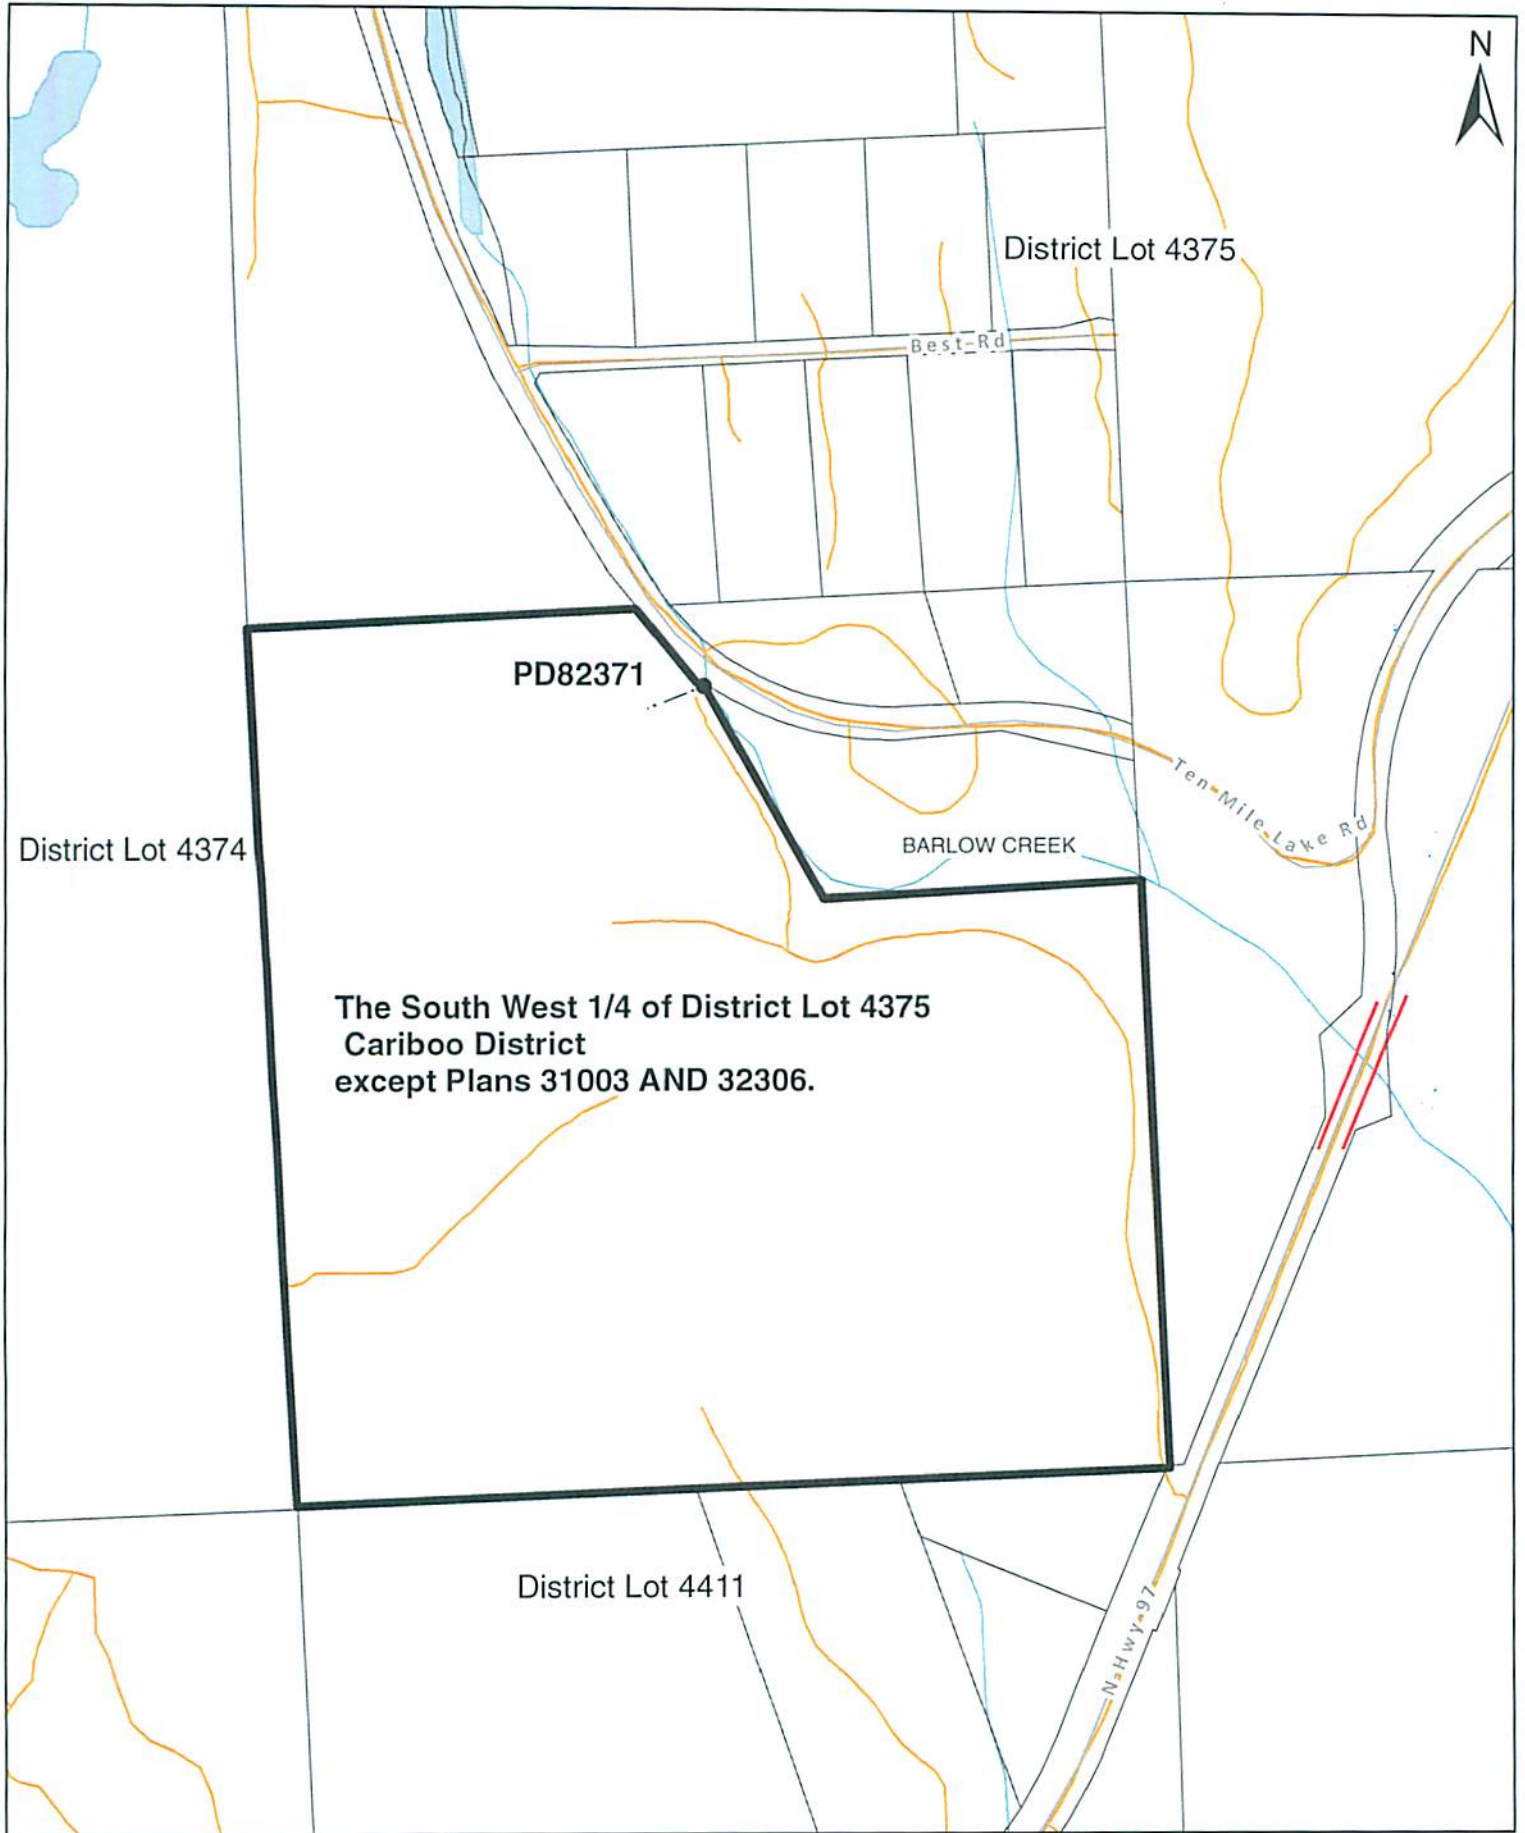 N
District Lot 4375
Best Rd
PD82371
Ten Mile Lake Rd
BARLOW CREEK
District Lot 4374
The South West 1/4 of District Lot 4375
Cariboo District
except Plans 31003 AND 32306.
District Lot 4411
N Hwy 97